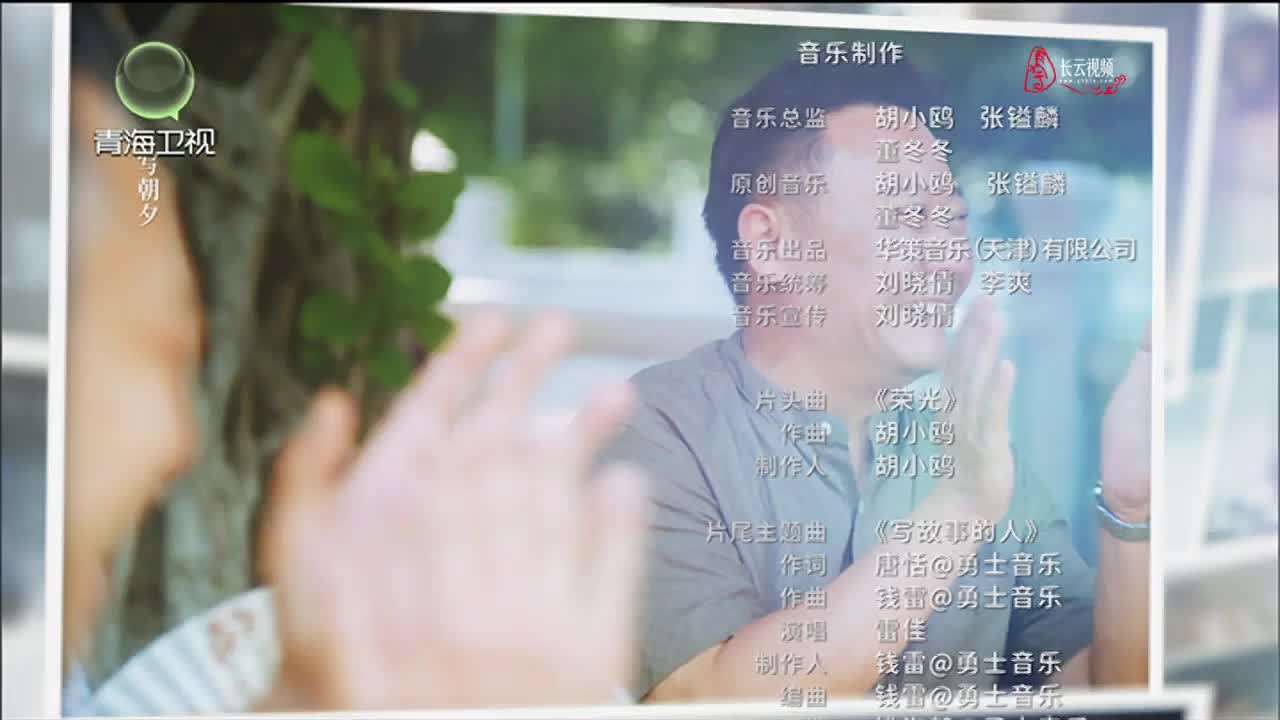 音乐制作
长云视频
青海卫视
写朝夕
音乐总监 胡小鸥 张镒麟
董冬冬
原创音乐 胡小鸥 张镒麟
董冬冬
音乐出品 华策音乐(天津)有限公司
音乐统筹 刘晓倩 李爽
音乐宣传 刘晓倩
片头曲 《荣光》
作曲 胡小鸥
制作人 胡小鸥
片尾主题曲 《写故事的人》
作词 唐恬@勇士音乐
作曲 钱雷@勇士音乐
演唱 雷佳
制作人 钱雷@勇士音乐
编曲 钱雷@勇士音乐